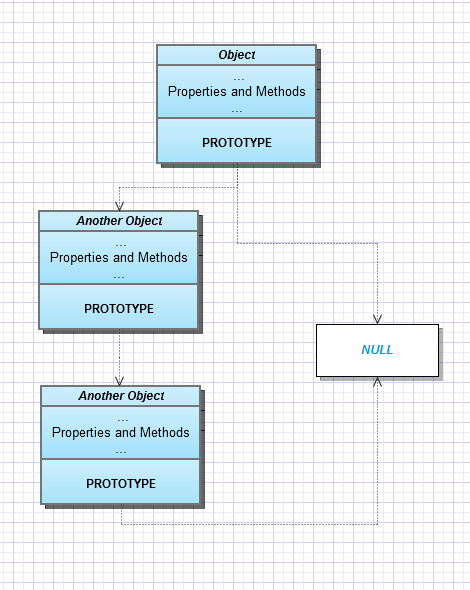 Object
...
Properties and Methods
...
PROTOTYPE
Another Object
...
Properties and Methods
...
PROTOTYPE
NULL
Another Object
...
Properties and Methods
...
PROTOTYPE